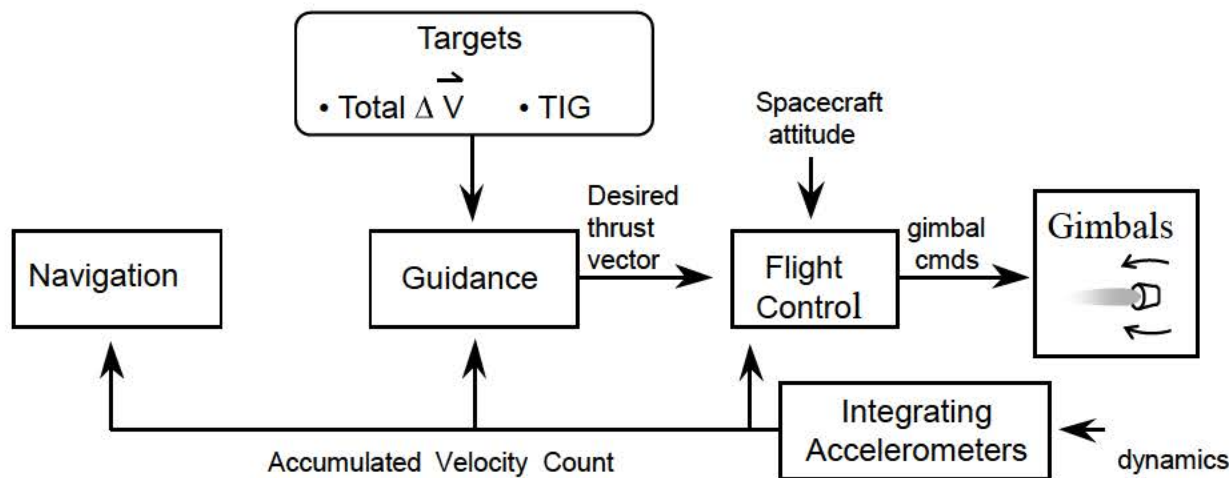 Targets
• Total Δ V⃗
• TIG
Spacecraft
attitude
Desired
thrust
vector
gimbal
cmds
Gimbals
Navigation
Guidance
Flight
Control
Integrating
Accelerometers
Accumulated Velocity Count
dynamics